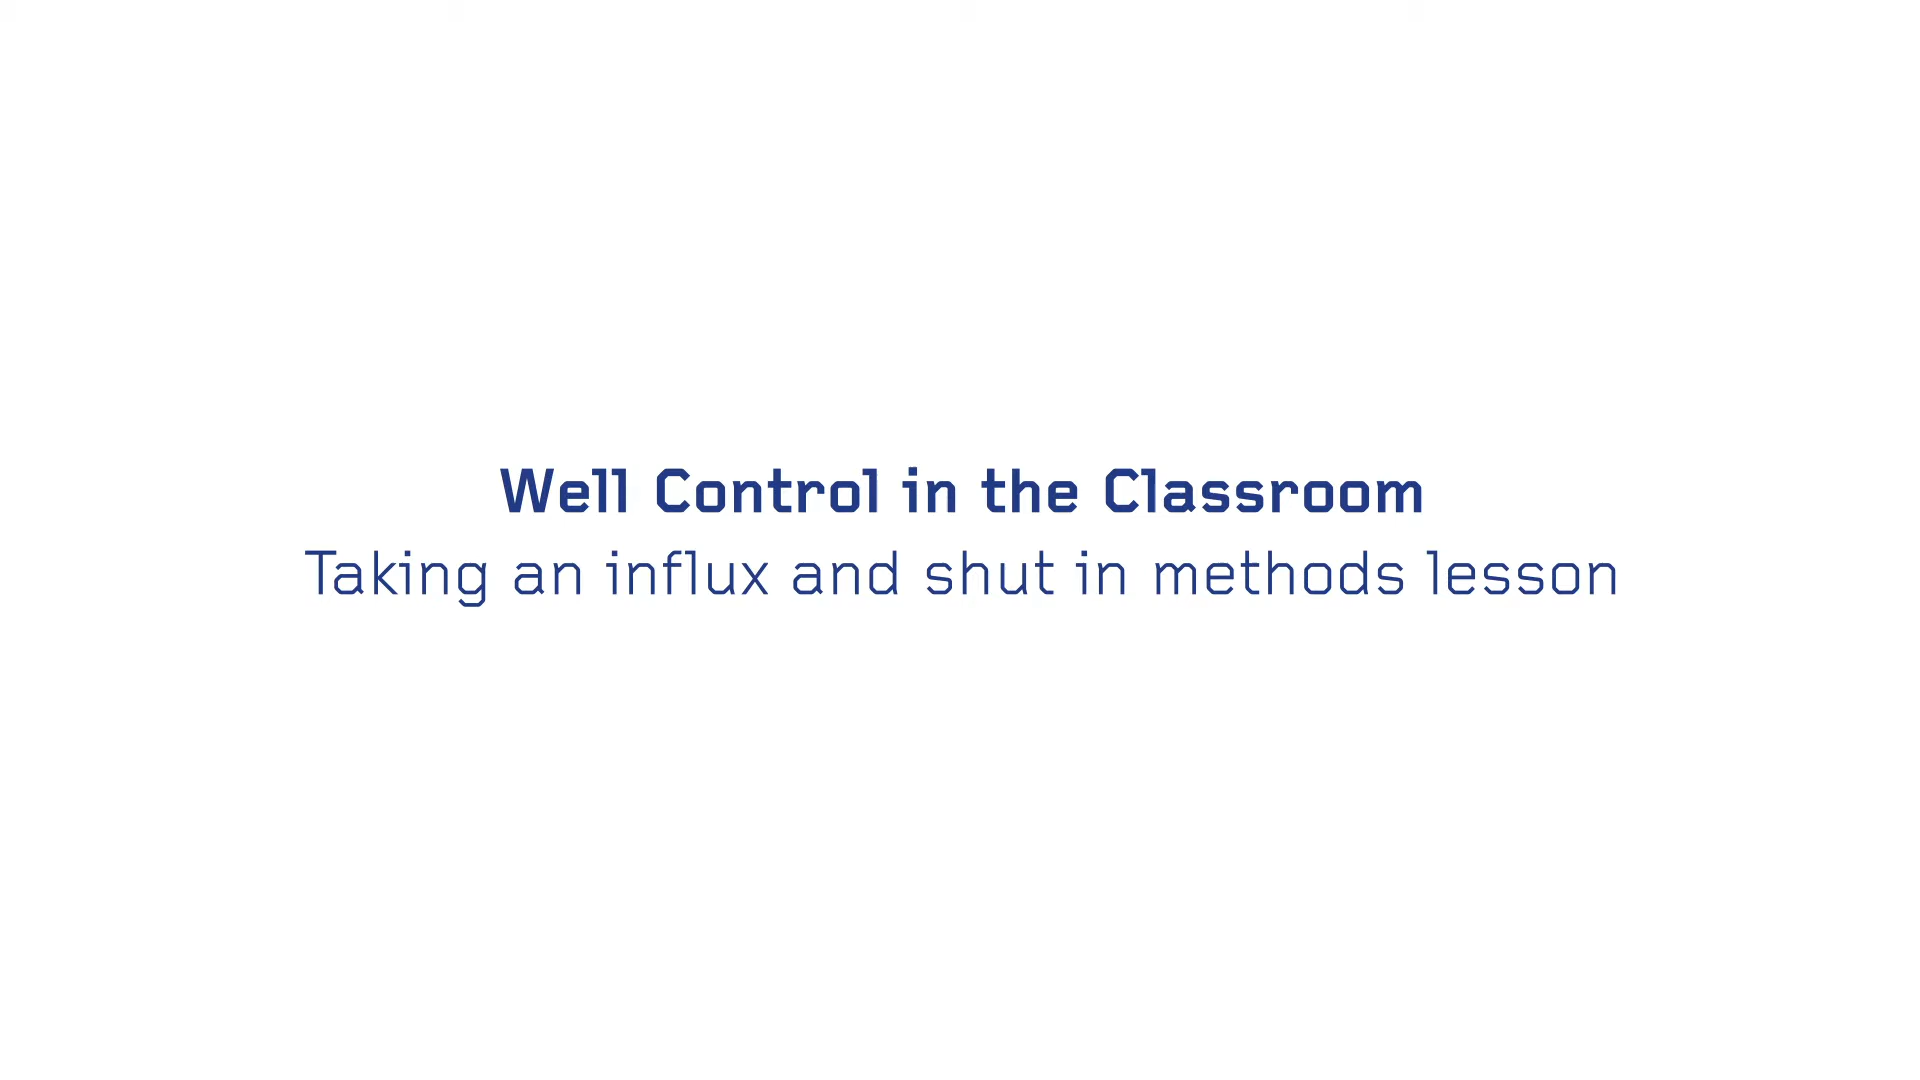 Well Control in the Classroom
Taking an influx and shut in methods lesson